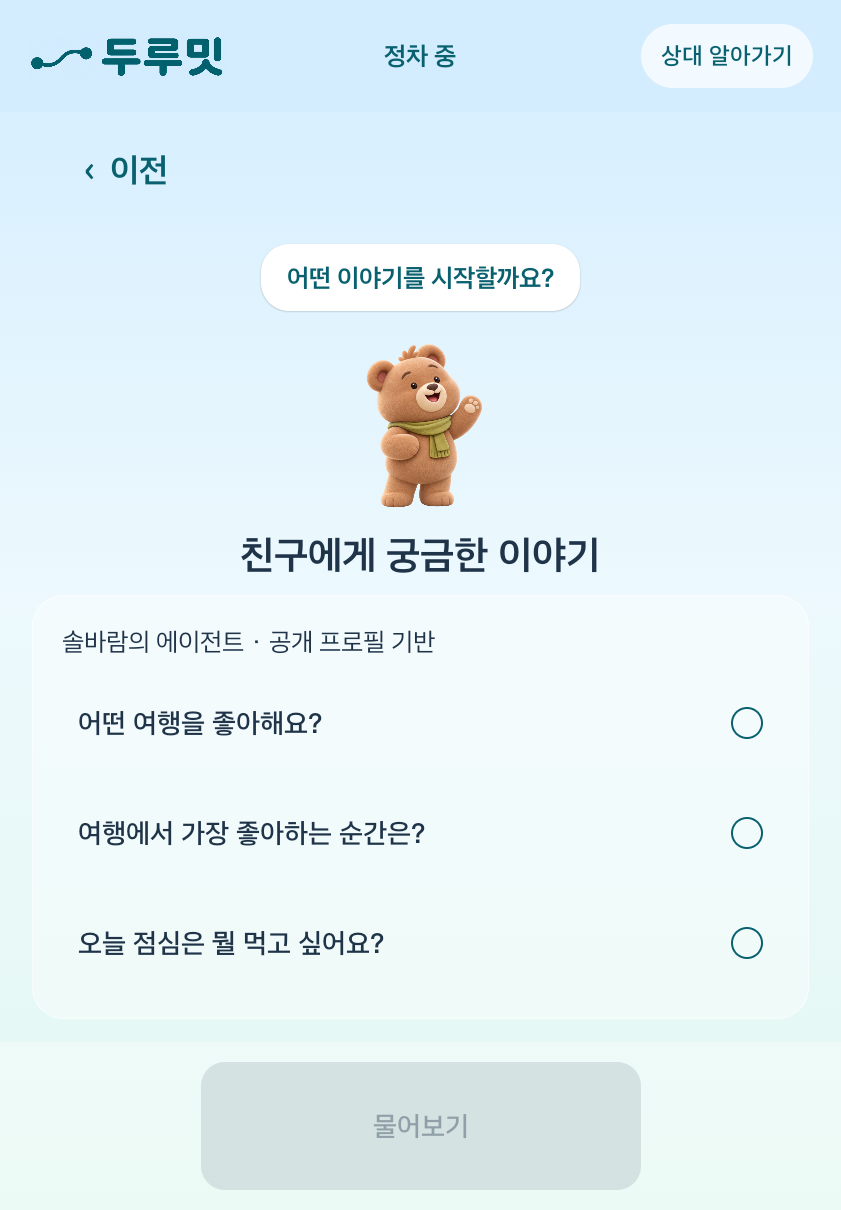 두루밋
정차 중
상대 알아가기
‹ 이전
어떤 이야기를 시작할까요?
친구에게 궁금한 이야기
솔바람의 에이전트 · 공개 프로필 기반
어떤 여행을 좋아해요?
여행에서 가장 좋아하는 순간은?
오늘 점심은 뭘 먹고 싶어요?
물어보기